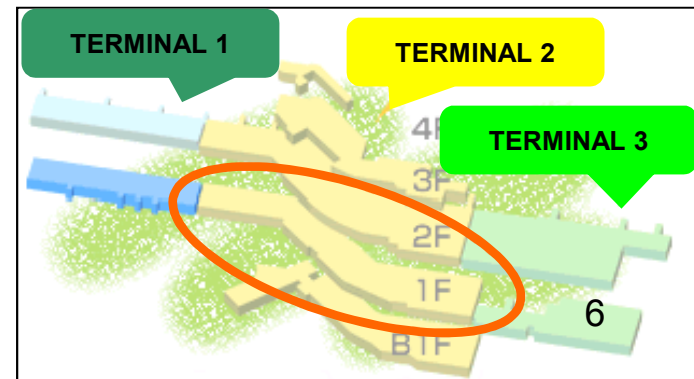 TERMINAL 1
TERMINAL 2
4F
TERMINAL 3
3F
2F
1F
6
B1F